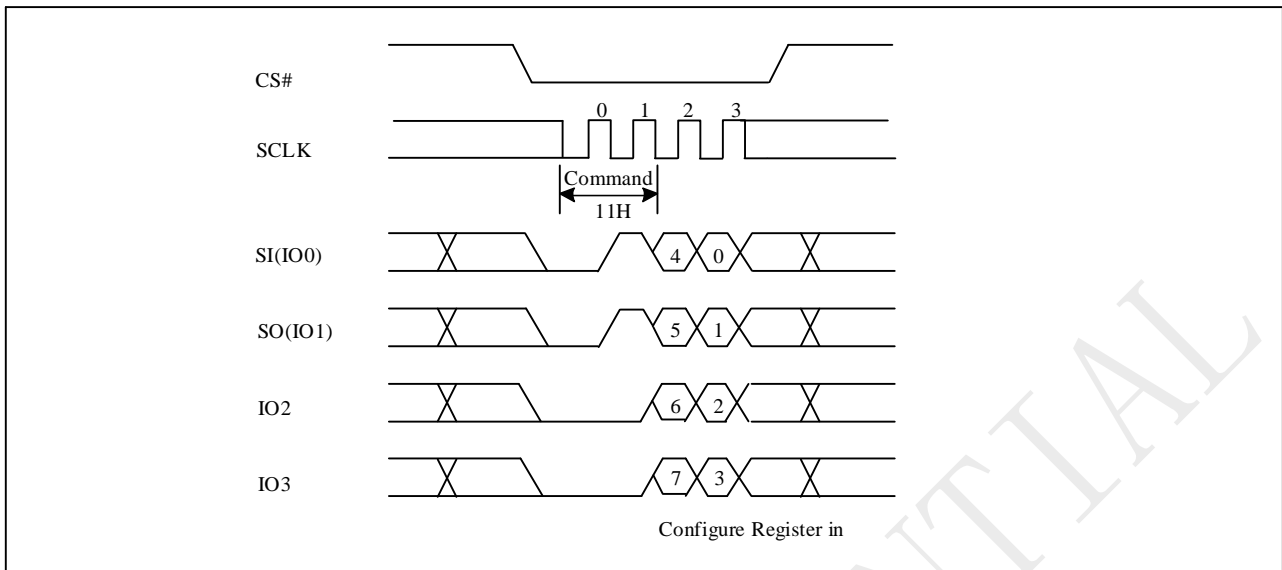 CS#
0 1 2 3
SCLK
Command
11H
SI(IO0)
4 0
SO(IO1)
5 1
IO2
6 2
IO3
7 3
Configure Register in
NTIAL